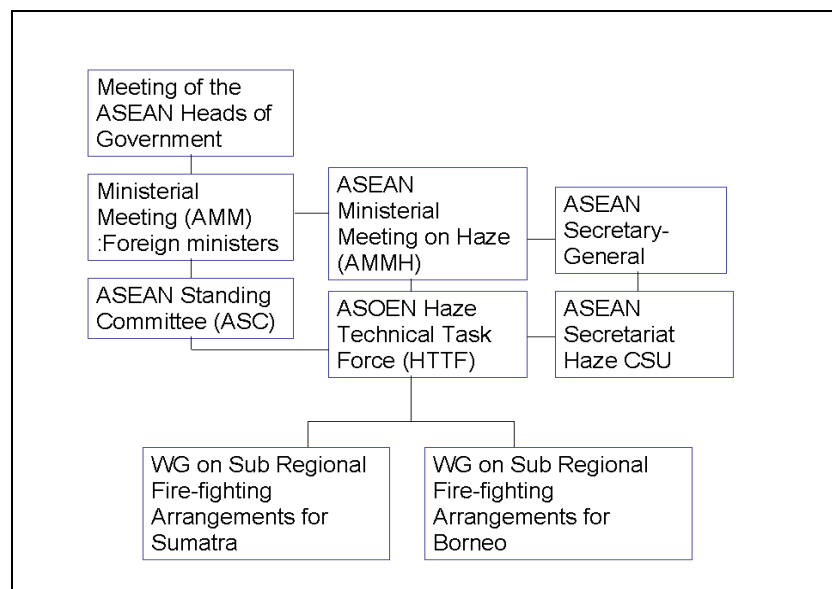 Meeting of the
ASEAN Heads of
Government
Ministerial
Meeting (AMM)
:Foreign ministers
ASEAN
Ministerial
Meeting on Haze
(AMMH)
ASEAN
Secretary-
General
ASEAN Standing
Committee (ASC)
ASOEN Haze
Technical Task
Force (HTTF)
ASEAN
Secretariat
Haze CSU
WG on Sub Regional
Fire-fighting
Arrangements for
Sumatra
WG on Sub Regional
Fire-fighting
Arrangements for
Borneo